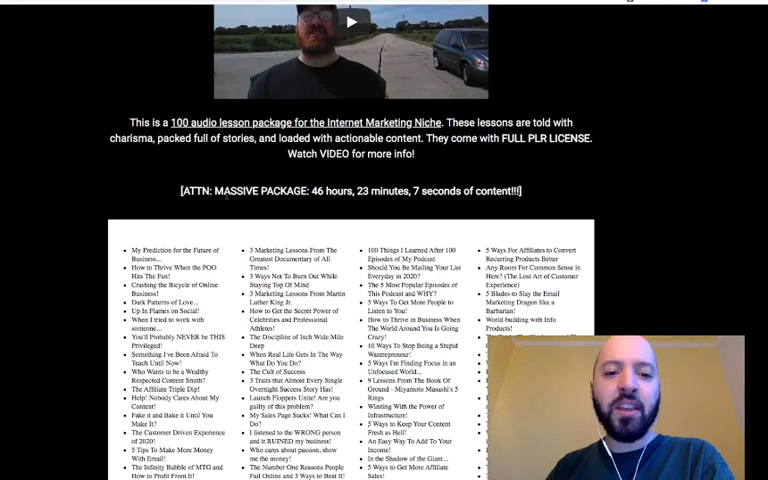 This is a 100 audio lesson package for the Internet Marketing Niche. These lessons are told with
charisma, packed full of stories, and loaded with actionable content. They come with FULL PLR LICENSE.
Watch VIDEO for more info!
[ATTN: MASSIVE PACKAGE: 46 hours, 23 minutes, 7 seconds of content!!!]
My Prediction for the Future of
Business...
How to Thrive When the POO
Hits The Fan!
Crashing the Bicycle of Online
Business!
Dark Patterns of Love...
Up In Flames on Social!
When I tried to work with
someone...
You'll Probably NEVER be THIS
Privileged!
Something I've Been Afraid To
Teach Until Now!
Who Wants to be a Wealthy
Respected Content Smith?
The Affiliate Triple Dip!
Help! Nobody Cares About My
Content!
Fake it and Bake it Until You
Make It?
The Customer Driven Experience
of 2020!
5 Tips To Make More Money
With Email!
The Infinity Bubble of MTG and
How to Profit From It!
3 Marketing Lessons From The
Greatest Documentary of All
Times!
3 Ways Not To Burn Out While
Staying Top Of Mind
3 Marketing Lessons From Martin
Luther King Jr.
How to Get the Secret Power of
Celebrities and Professional
Athletes!
The Discipline of Inch Wide Mile
Deep
When Real Life Gets In The Way
What Do You Do?
The Cult of Success
3 Traits that Almost Every Single
Overnight Success Story Has!
Launch Floppers Unite! Are you
guilty of this problem?
My Sales Page Sucks! What Can I
Do?
I listened to the WRONG person
and it RUINED my business!
Who cares about passion, show
me the money!
The Number One Reasons People
Fail Online and 3 Ways to Beat It!
100 Things I Learned After 100
Episodes of My Podcast
Should You Be Mailing Your List
Everyday in 2020?
The 5 Most Popular Episodes of
This Podcast and WHY?
5 Ways To Get More People to
Listen to You!
How to Thrive in Business When
The World Around You Is Going
Crazy!
10 Ways To Stop Being a Stupid
Wantrepreneur!
5 Ways I'm Finding Focus in an
Unfocused World...
9 Lessons From The Book Of
Ground - Miyamoto Musashi's 5
Rings
Winning With the Power of
Infrastructure!
5 Ways to Keep Your Content
Fresh as Hell!
An Easy Way To Add To Your
Income!
In the Shadow of the Giant...
5 Ways to Get More Affiliate
Sales!
5 Ways For Affiliates to Convert
Recurring Products Better
Any Room For Common Sense in
Here? (The Lost Art of Customer
Experience)
5 Blades to Slay the Email
Marketing Dragon like a
Barbarian!
World-building with Info
Products!